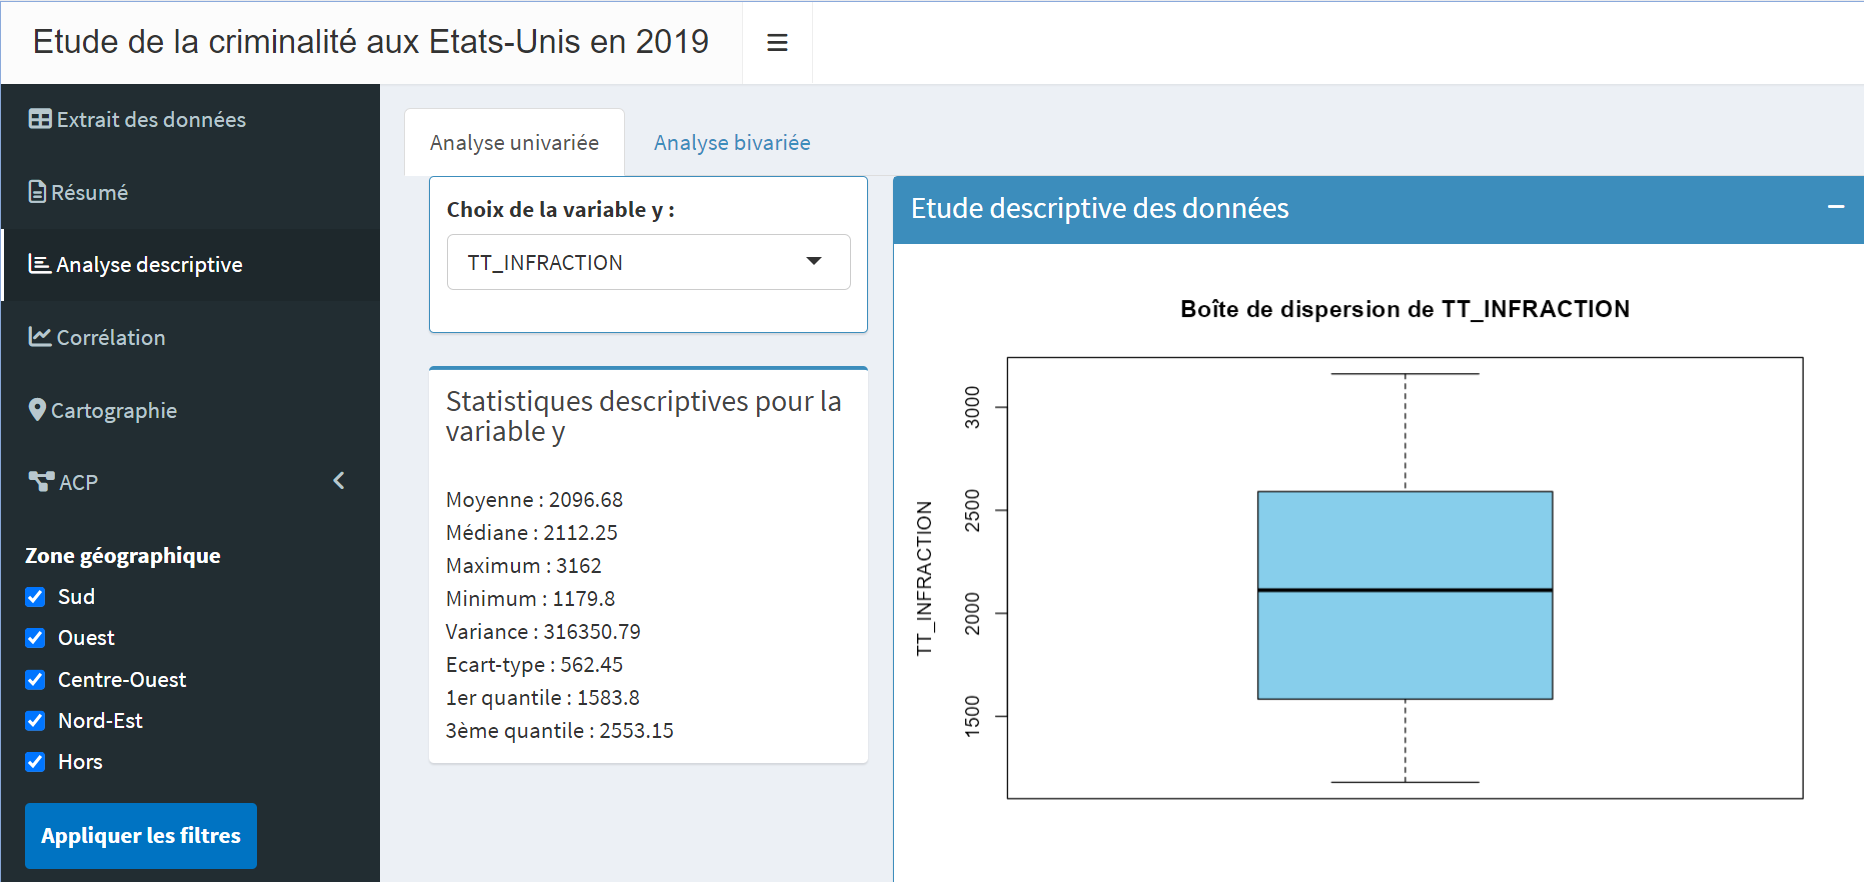 Etude de la criminalité aux Etats-Unis en 2019
Extrait des données
Résumé
Analyse descriptive
Corrélation
Cartographie
ACP
Zone géographique
Sud
Ouest
Centre-Ouest
Nord-Est
Hors
Appliquer les filtres
Analyse univariée
Analyse bivariée
Choix de la variable y :
TT_INFRACTION
Statistiques descriptives pour la
variable y
Moyenne : 2096.68
Médiane : 2112.25
Maximum : 3162
Minimum : 1179.8
Variance : 316350.79
Ecart-type : 562.45
1er quantile : 1583.8
3ème quantile : 2553.15
Etude descriptive des données
Boîte de dispersion de TT_INFRACTION
TT_INFRACTION
3000
2500
2000
1500